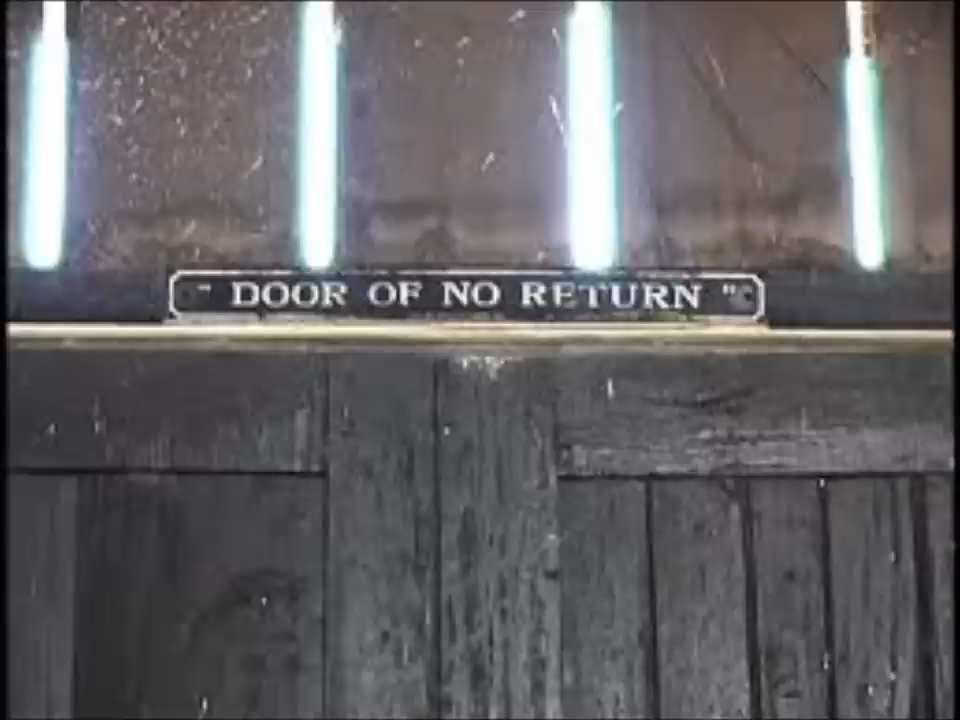 " DOOR OF NO RETURN "